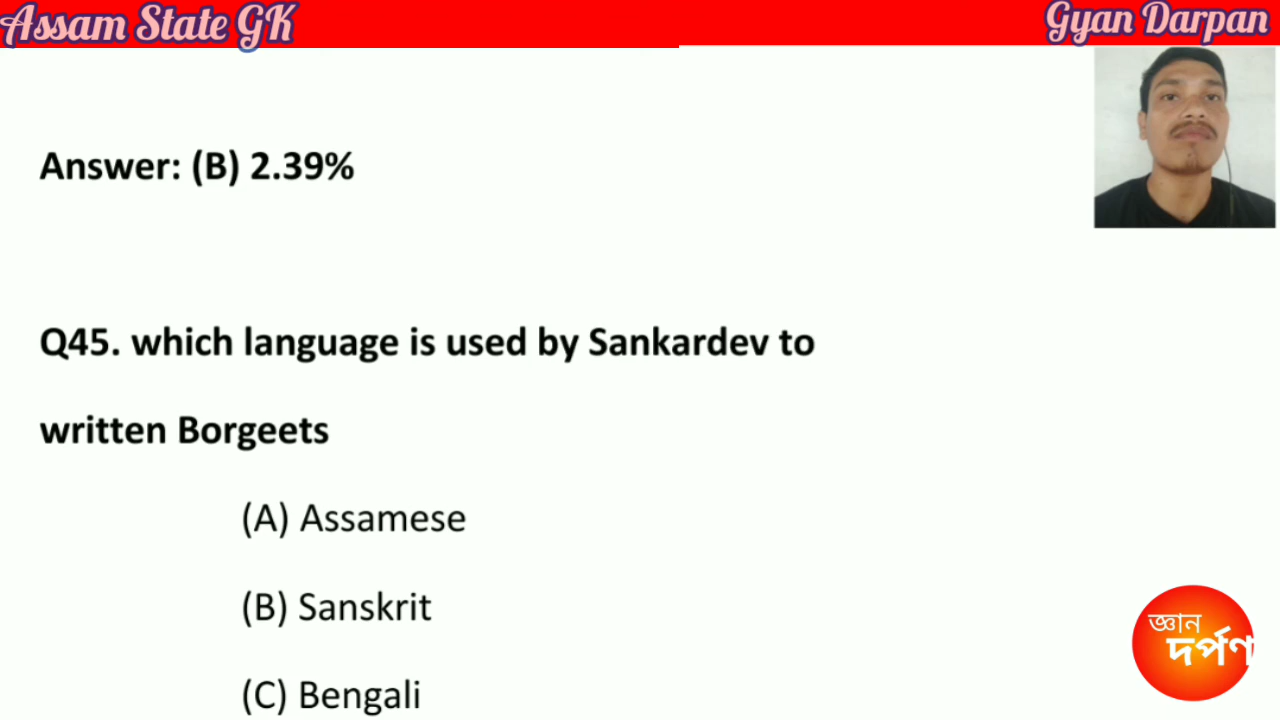 Assam State GK
Gyan Darpan
Answer: (B) 2.39%
Q45. which language is used by Sankardev to
written Borgeets
(A) Assamese
(B) Sanskrit
(C) Bengali
জ্ঞান
দৰ্পণ